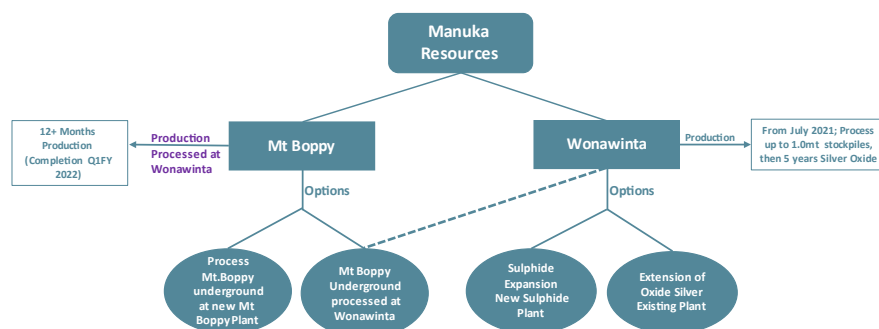 Manuka
Resources
12+ Months
Production
(Completion Q1FY
2022)
Production
Processed at
Wonawinta
Mt Boppy
Wonawinta
Production
From July 2021; Process
up to 1.0mt stockpiles,
then 5 years Silver Oxide
Options
Options
Process
Mt.Boppy
underground
at new Mt
Boppy Plant
Mt Boppy
Underground
processed at
Wonawinta
Sulphide
Expansion
New Sulphide
Plant
Extension of
Oxide Silver
Existing Plant